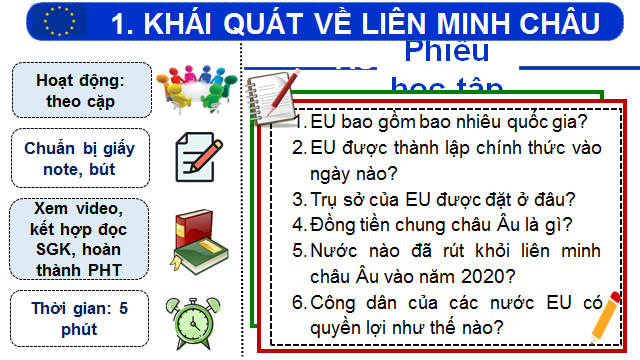 1. KHÁI QUÁT VỀ LIÊN MINH CHÂU
Phiếu
học tập
Hoạt động:
theo cặp
Chuẩn bị giấy
note, bút
Xem video,
kết hợp đọc
SGK, hoàn
thành PHT
Thời gian: 5
phút
1. EU bao gồm bao nhiêu quốc gia?
2. EU được thành lập chính thức vào
ngày nào?
3. Trụ sở của EU được đặt ở đâu?
4. Đồng tiền chung châu Âu là gì?
5. Nước nào đã rút khỏi liên minh
châu Âu vào năm 2020?
6. Công dân của các nước EU có
quyền lợi như thế nào?